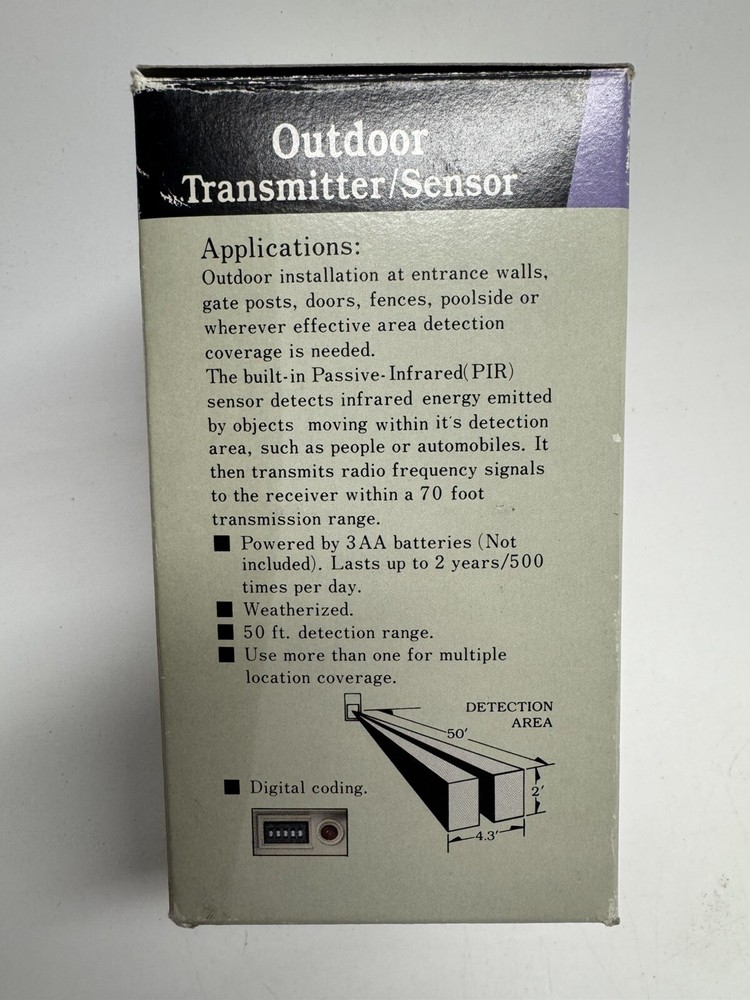 Outdoor
Transmitter/Sensor
Applications:
Outdoor installation at entrance walls,
gate posts, doors, fences, poolside or
wherever effective area detection
coverage is needed.
The built-in Passive-Infrared(PIR)
sensor detects infrared energy emitted
by objects moving within it's detection
area, such as people or automobiles. It
then transmits radio frequency signals
to the receiver within a 70 foot
transmission range.
■ Powered by 3AA batteries (Not
included). Lasts up to 2 years/500
times per day.
■ Weatherized.
■ 50 ft. detection range.
■ Use more than one for multiple
location coverage.
DETECTION
AREA
50'
2'
4.3'
■ Digital coding.